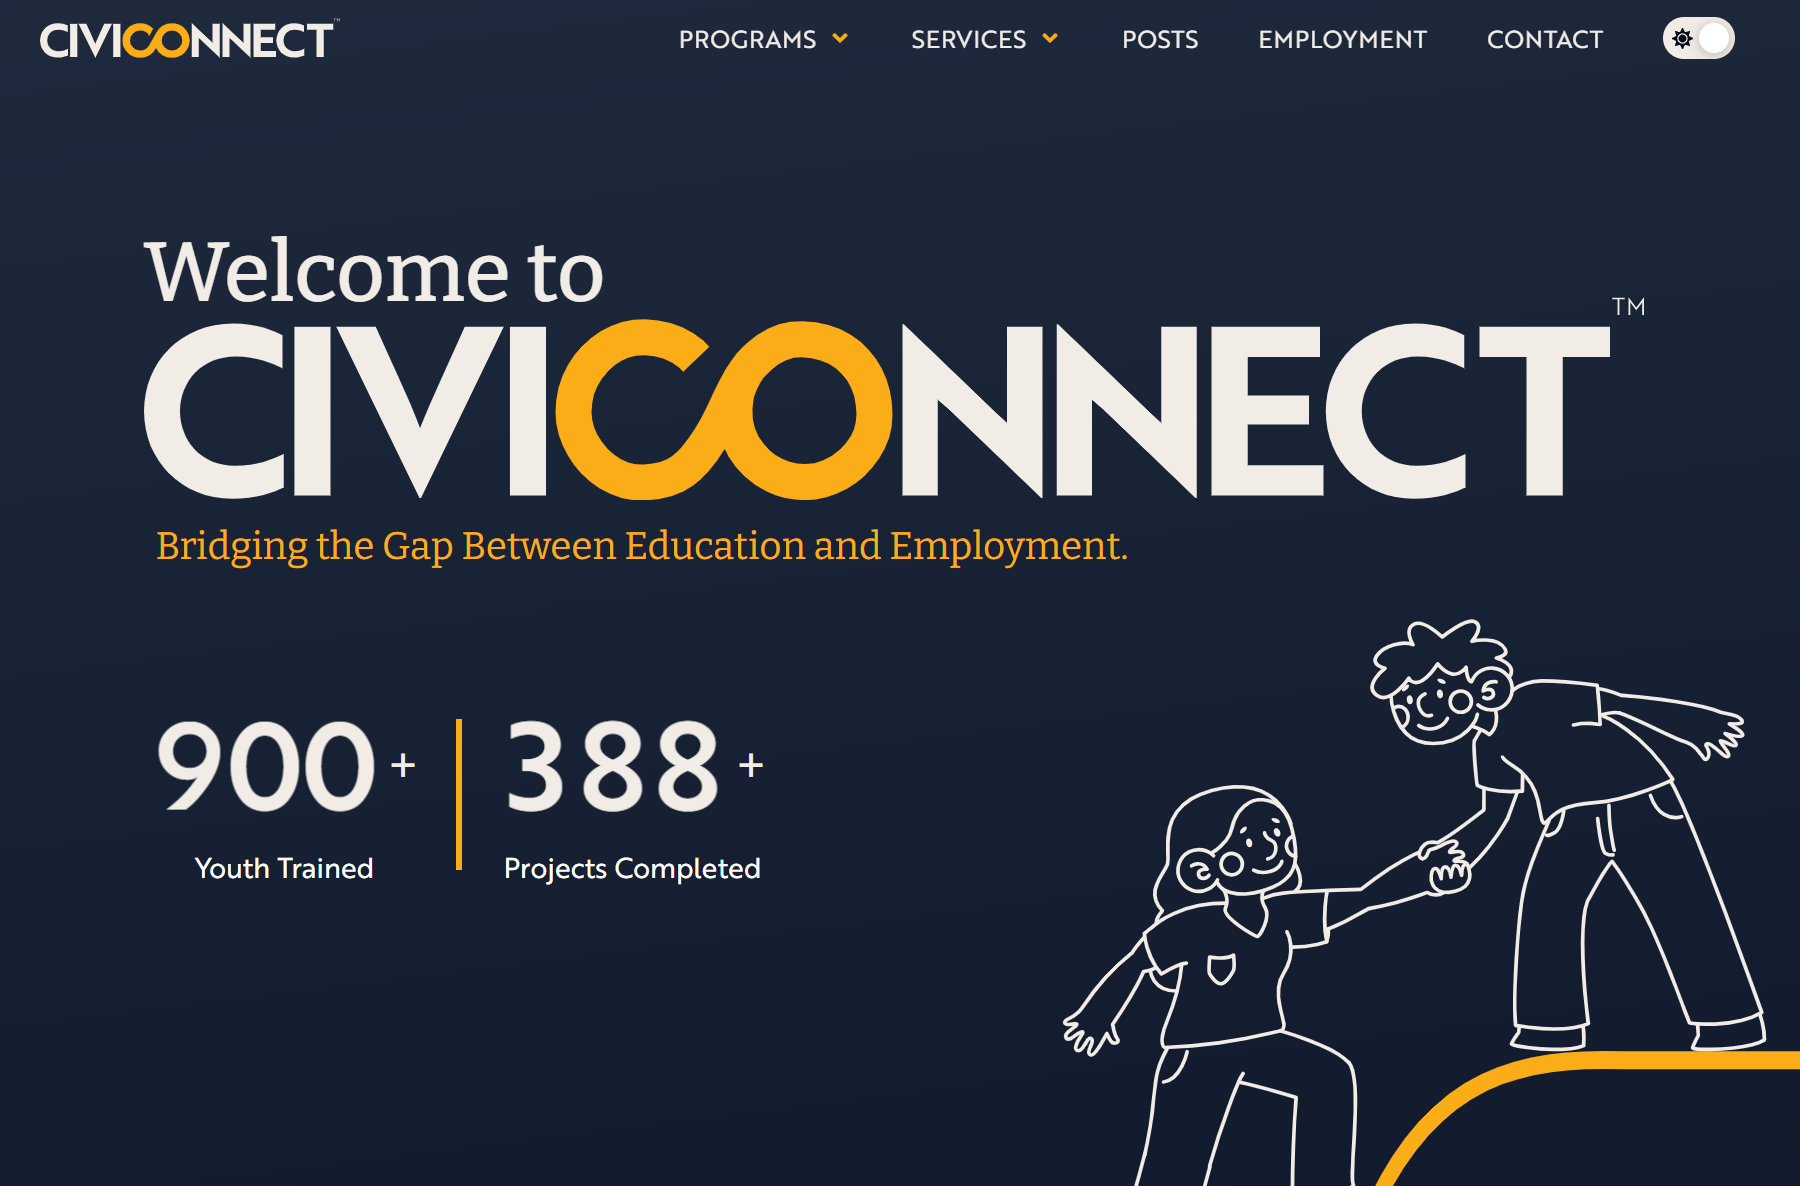 CIVICONNECT™
PROGRAMS SERVICES POSTS EMPLOYMENT CONTACT
Welcome to
CIVICONNECT™
Bridging the Gap Between Education and Employment.
900+ 388+
Youth Trained Projects Completed